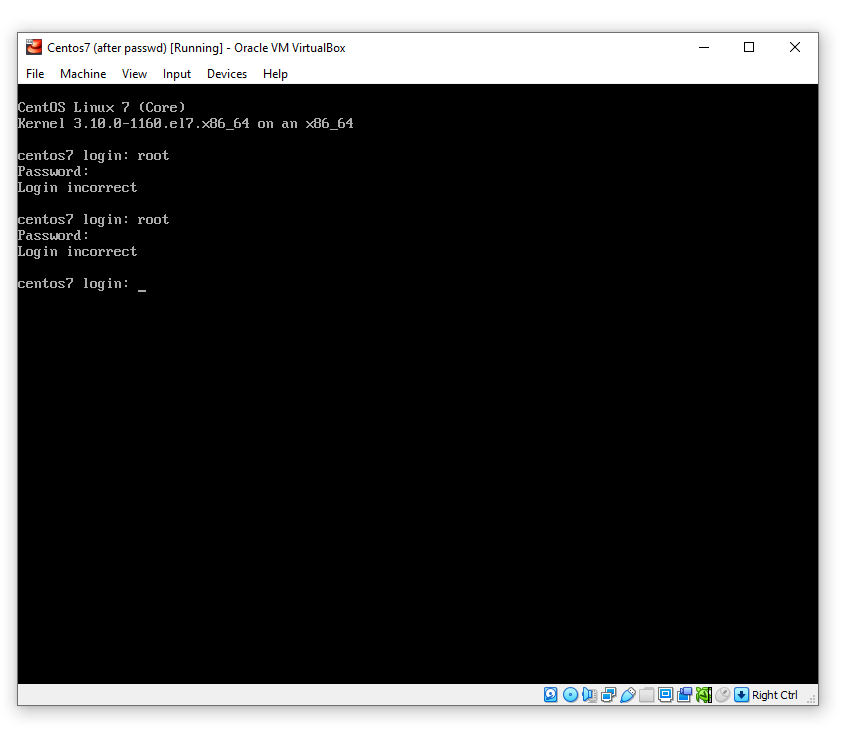 Centos7 (after passwd) [Running] - Oracle VM VirtualBox
File Machine View Input Devices Help
CentOS Linux 7 (Core)
Kernel 3.10.0-1160.el7.x86_64 on an x86_64
centos7 login: root
Password:
Login incorrect
centos7 login: root
Password:
Login incorrect
centos7 login: _
Right Ctrl